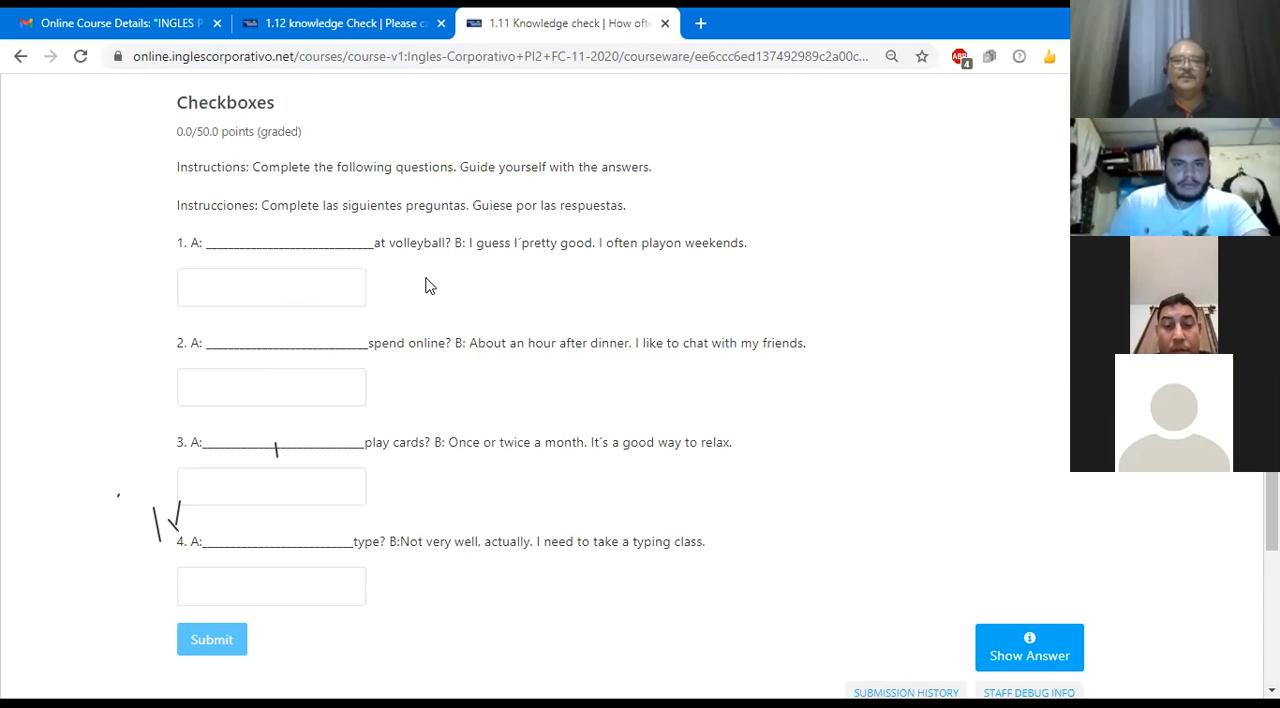 Online Course Details: "INGLES P
1.12 knowledge Check | Please ca
1.11 Knowledge check | How ofte
online.inglescorporativo.net/courses/course-v1:Ingles-Corporativo+PI2+FC-11-2020/courseware/ee6ccc6ed137492989c2a00c...
ABP
4
Checkboxes
0.0/50.0 points (graded)
Instructions: Complete the following questions. Guide yourself with the answers.
Instrucciones: Complete las siguientes preguntas. Guiese por las respuestas.
1. A: ___________________________at volleyball? B: I guess I´pretty good. I often playon weekends.
2. A: __________________________spend online? B: About an hour after dinner. I like to chat with my friends.
3. A:__________________________play cards? B: Once or twice a month. It´s a good way to relax.
4. A:________________________type? B:Not very well, actually. I need to take a typing class.
Submit
Show Answer
SUBMISSION HISTORY
STAFF DEBUG INFO